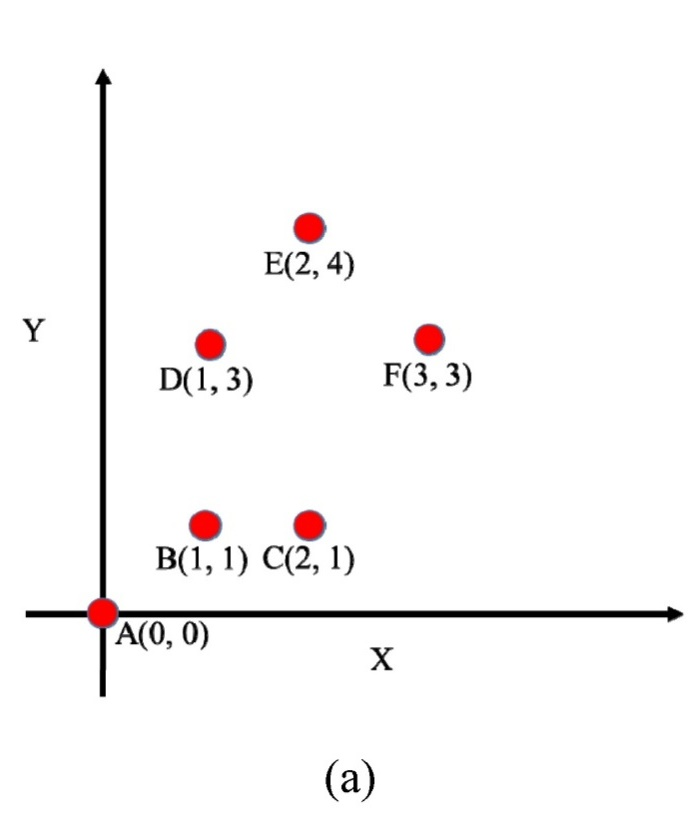 E(2, 4)
Y
D(1, 3)
F(3, 3)
B(1, 1) C(2, 1)
A(0, 0)
X
(a)